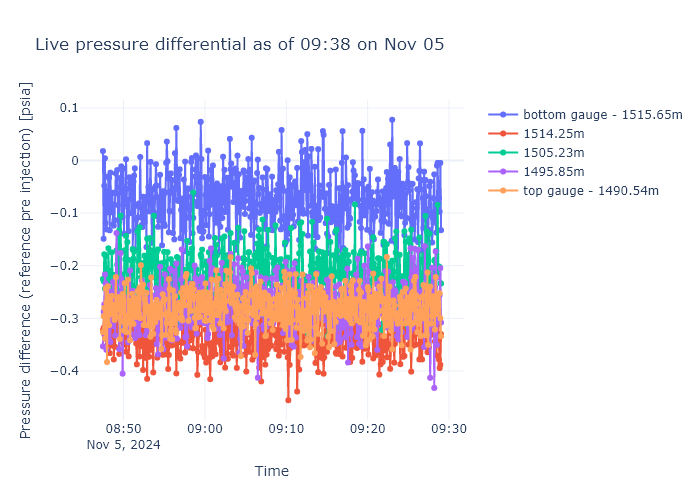 Live pressure differential as of 09:38 on Nov 05
Pressure difference (reference pre injection) [psia]
0.1
0
−0.1
−0.2
−0.3
−0.4
08:50
Nov 5, 2024
09:00
09:10
09:20
09:30
Time
bottom gauge - 1515.65m
1514.25m
1505.23m
1495.85m
top gauge - 1490.54m